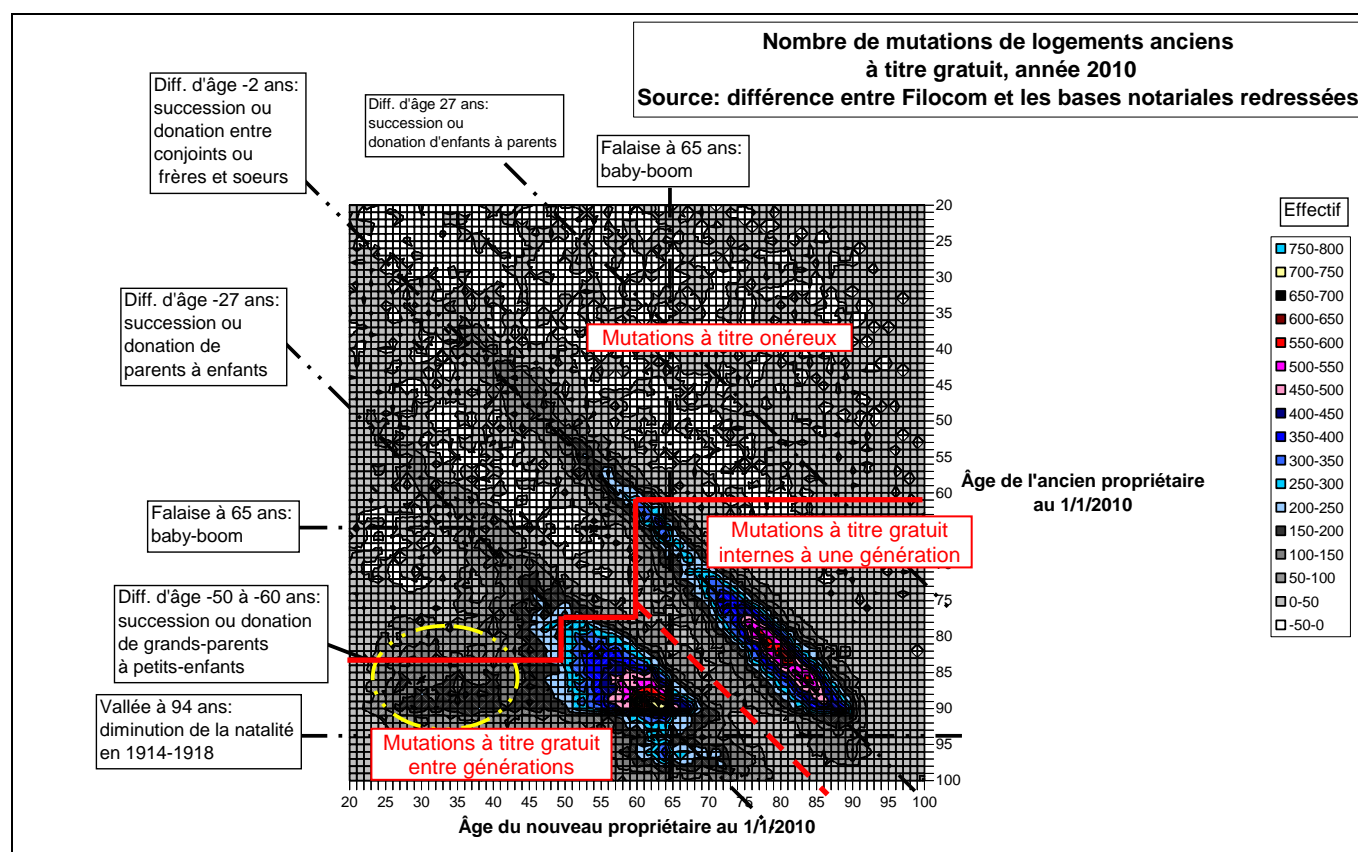 Nombre de mutations de logements anciens
à titre gratuit, année 2010
Source: différence entre Filocom et les bases notariales redressées
Diff. d'âge -2 ans:
succession ou
donation entre
conjoints ou
frères et soeurs
Diff. d'âge 27 ans:
succession ou
donation d'enfants à parents
Falaise à 65 ans:
baby-boom
Diff. d'âge -27 ans:
succession ou
donation de
parents à enfants
Falaise à 65 ans:
baby-boom
Diff. d'âge -50 à -60 ans:
succession ou donation
de grands-parents
à petits-enfants
Vallée à 94 ans:
diminution de la natalité
en 1914-1918
Mutations à titre onéreux
Mutations à titre gratuit
internes à une génération
Mutations à titre gratuit
entre générations
20
25
30
35
40
45
50
55
60
65
70
75
80
85
90
95
100
Âge de l'ancien propriétaire
au 1/1/2010
20 25 30 35 40 45 50 55 60 65 70 75 80 85 90 95 100
Âge du nouveau propriétaire au 1/1/2010
Effectif
750-800
700-750
650-700
600-650
550-600
500-550
450-500
400-450
350-400
300-350
250-300
200-250
150-200
100-150
50-100
0-50
-50-0